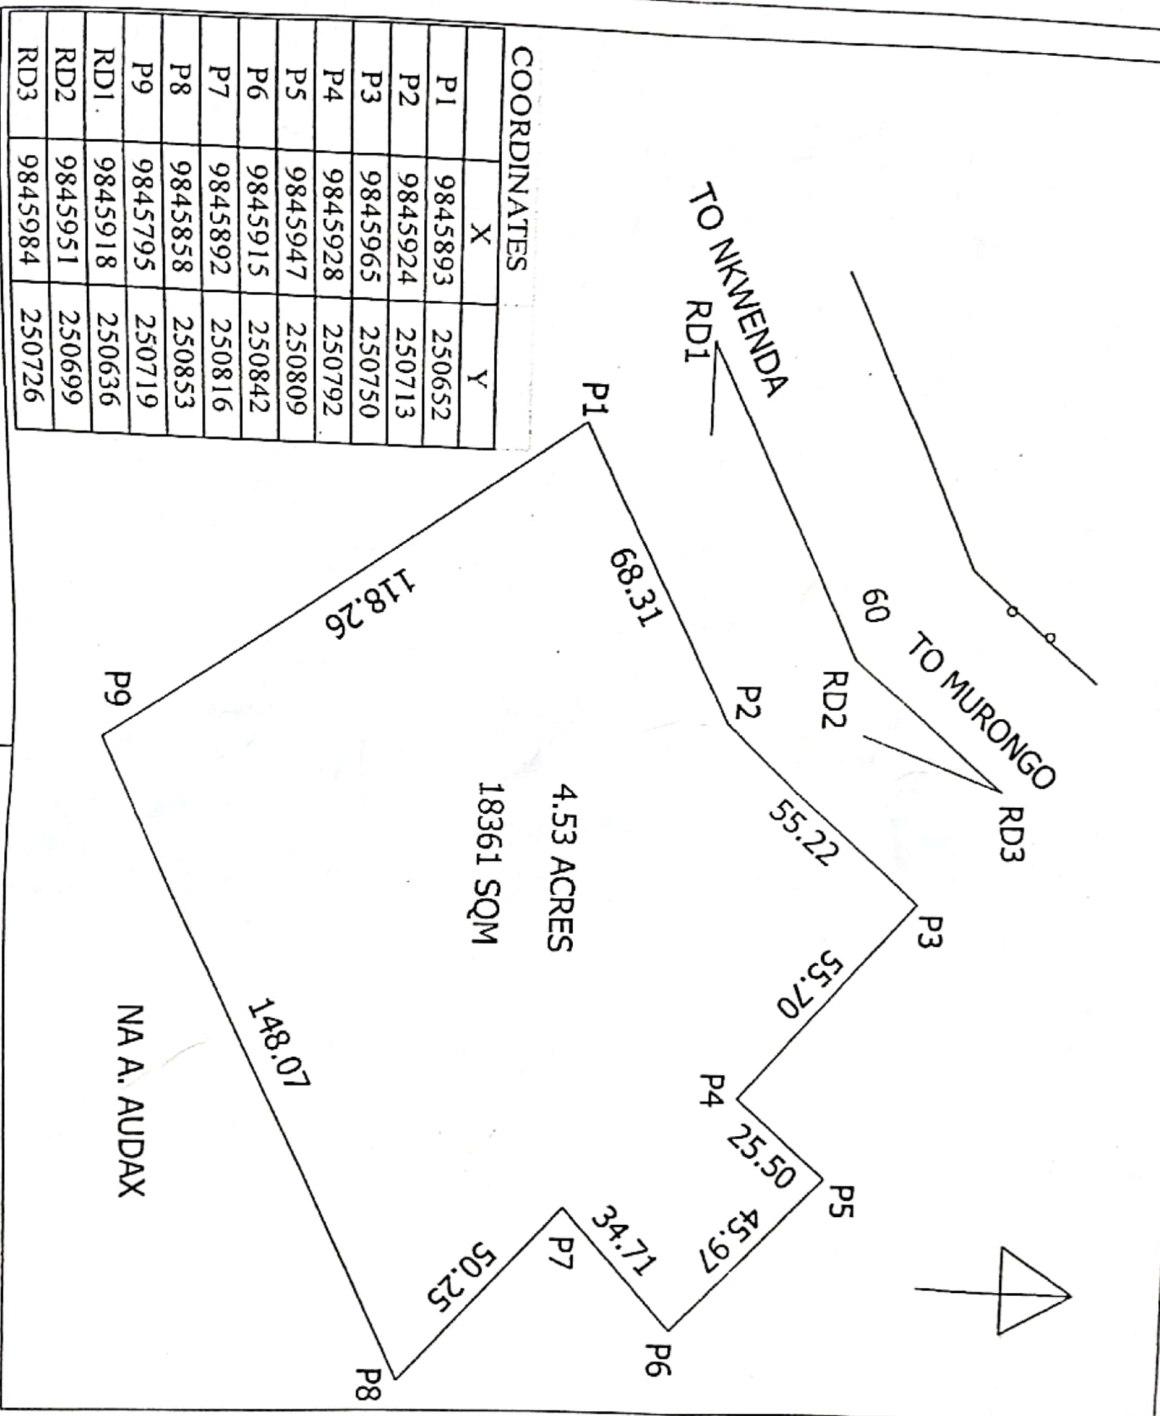 COORDINATES
X Y
P1 9845893 250652
P2 9845924 250713
P3 9845965 250750
P4 9845928 250792
P5 9845947 250809
P6 9845915 250842
P7 9845892 250816
P8 9845858 250853
P9 9845795 250719
RD1. 9845918 250636
RD2 9845951 250699
RD3 9845984 250726
TO NKWENDA
RD1
60
TO MURONGO
RD2
RD3
P1
68.31
P2
55.22
P3
55.70
P4
25.50
P5
45.97
P6
34.71
P7
50.25
P8
148.07
P9
118.26
4.53 ACRES
18361 SQM
NA A. AUDAX